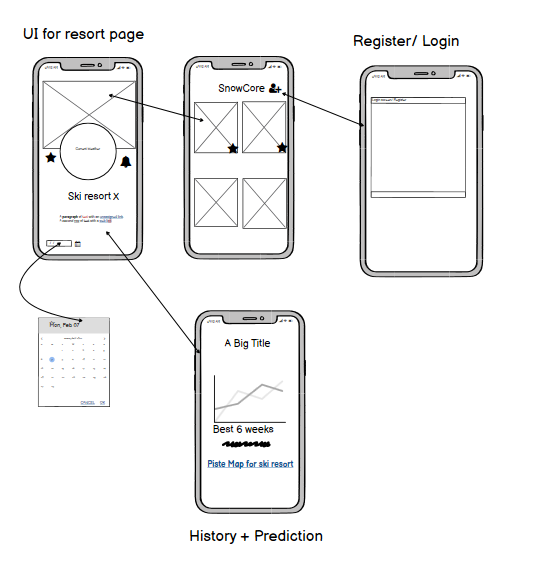 UI for resort page
Register/ Login
SnowCore
Current Weather
Ski resort X
A paragraph of text with an unassigned link
A second row of text with a web link
Mon, Feb 07
CANCEL OK
A Big Title
Best 6 weeks
Piste Map for ski resort
History + Prediction